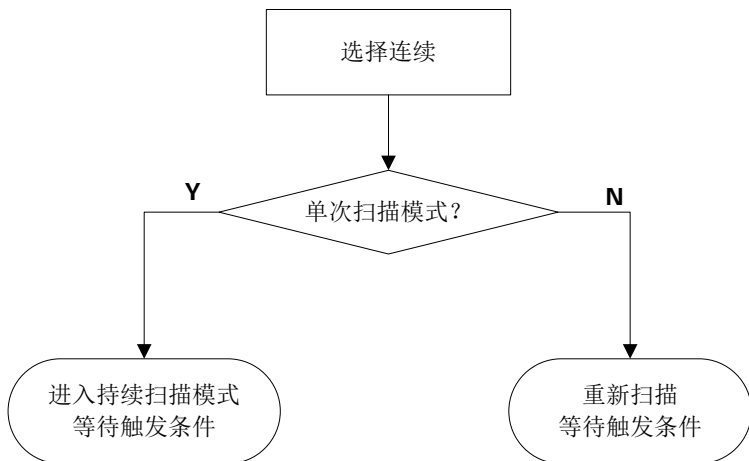 选择连续
Y
单次扫描模式？
N
进入持续扫描模式
等待触发条件
重新扫描
等待触发条件